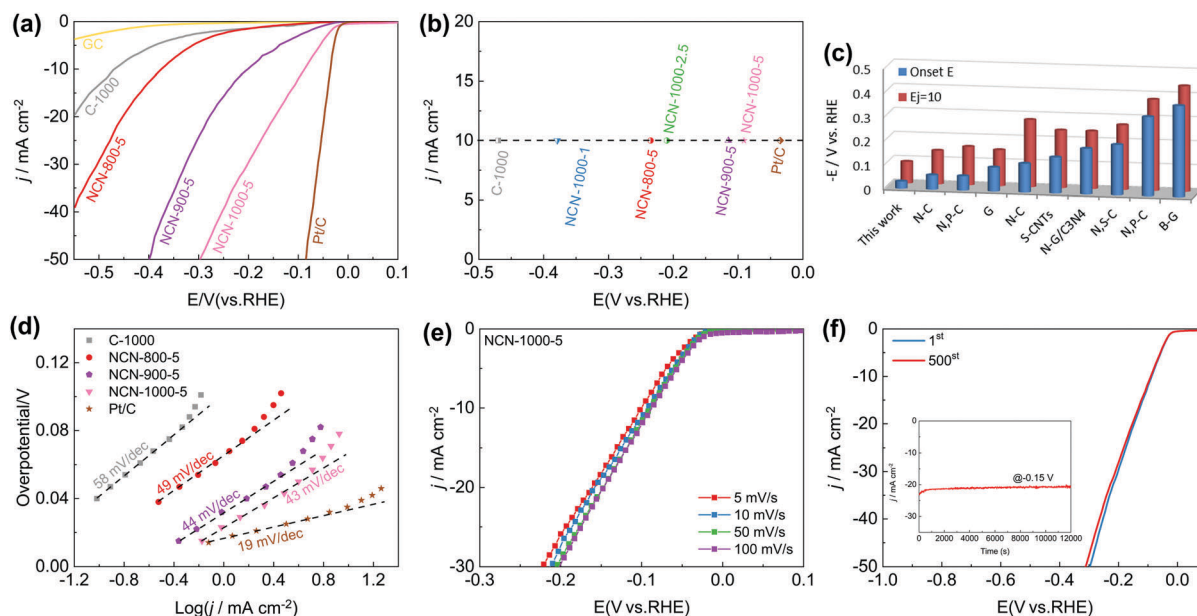 (a)
0
-10
-20
-30
-40
-50
j / mA cm-2
GC
C-1000
NCN-800-5
NCN-900-5
NCN-1000-5
Pt/C
-0.5 -0.4 -0.3 -0.2 -0.1 0.0 0.1
E/V(vs.RHE)
(b)
20
15
10
5
0
j / mA cm-2
C-1000
NCN-1000-1
NCN-800-5
NCN-1000-2.5
NCN-900-5
NCN-1000-5
Pt/C
-0.5 -0.4 -0.3 -0.2 -0.1 0.0
E(V vs.RHE)
(c)
Onset E
Ej=10
0.5
0.4
0.3
0.2
0.1
0
-E / V vs. RHE
This work
N-C
N,P-C
G
N-C
S-CNTs
N-G/C3N4
N,S-C
N,P-C
B-G
(d)
C-1000
NCN-800-5
NCN-900-5
NCN-1000-5
Pt/C
0.12
0.08
0.04
0.00
Overpotential/V
58 mV/dec
49 mV/dec
44 mV/dec
43 mV/dec
19 mV/dec
-1.2 -0.6 0.0 0.6 1.2
Log(j / mA cm-2)
(e)
NCN-1000-5
0
-10
-20
-30
j / mA cm-2
5 mV/s
10 mV/s
50 mV/s
100 mV/s
-0.3 -0.2 -0.1 0.0 0.1
E(V vs.RHE)
(f)
1st
500st
0
-10
-20
-30
-40
-50
j / mA cm-2
0
-5
-10
-15
-20
-25
-30
j / mA cm-2
@-0.15 V
0 2000 4000 6000 8000 10000 12000
Time (s)
-1.0 -0.8 -0.6 -0.4 -0.2 0.0
E(V vs.RHE)